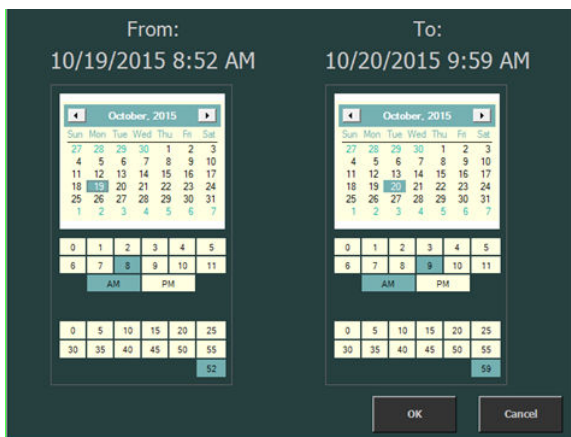 From:
10/19/2015 8:52 AM
October, 2015
Sun Mon Tue Wed Thu Fri Sat
27 28 29 30 1 2 3
4 5 6 7 8 9 10
11 12 13 14 15 16 17
18 19 20 21 22 23 24
25 26 27 28 29 30 31
1 2 3 4 5 6 7
0 1 2 3 4 5
6 7 8 9 10 11
AM PM
0 5 10 15 20 25
30 35 40 45 50 55
52
To:
10/20/2015 9:59 AM
October, 2015
Sun Mon Tue Wed Thu Fri Sat
27 28 29 30 1 2 3
4 5 6 7 8 9 10
11 12 13 14 15 16 17
18 19 20 21 22 23 24
25 26 27 28 29 30 31
1 2 3 4 5 6 7
0 1 2 3 4 5
6 7 8 9 10 11
AM PM
0 5 10 15 20 25
30 35 40 45 50 55
59
OK Cancel